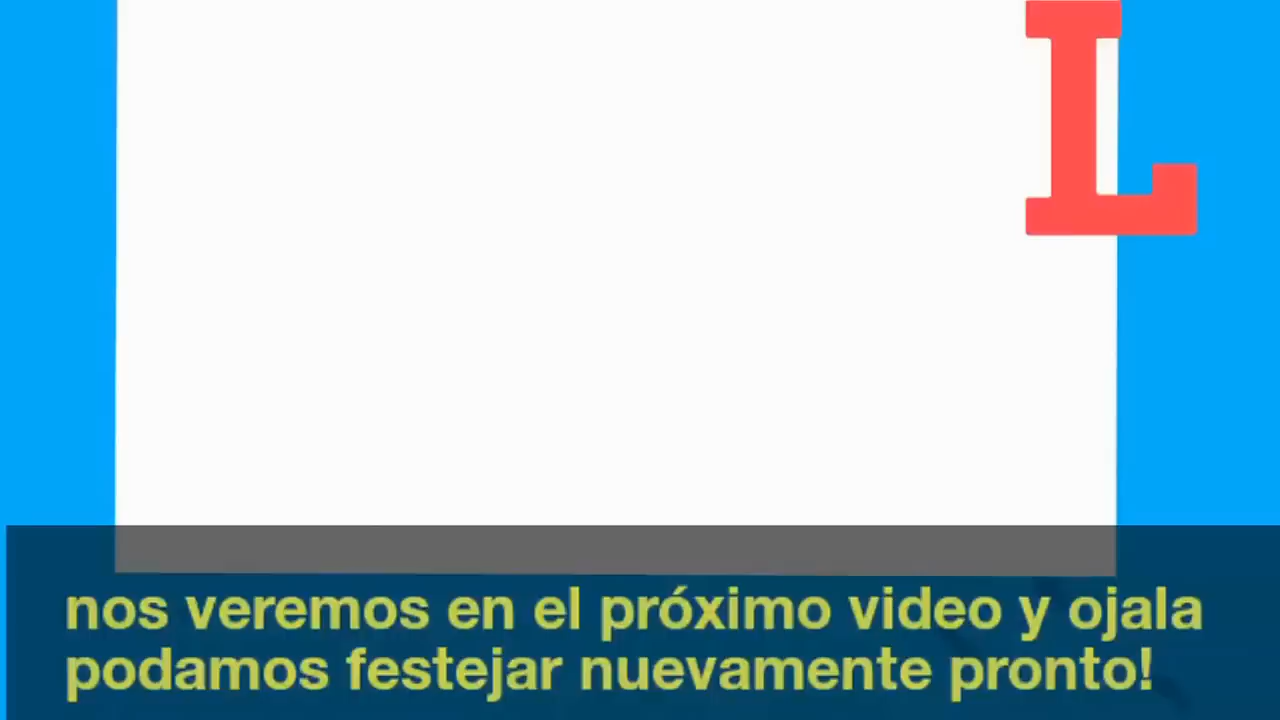 L
nos veremos en el próximo video y ojala
podamos festejar nuevamente pronto!